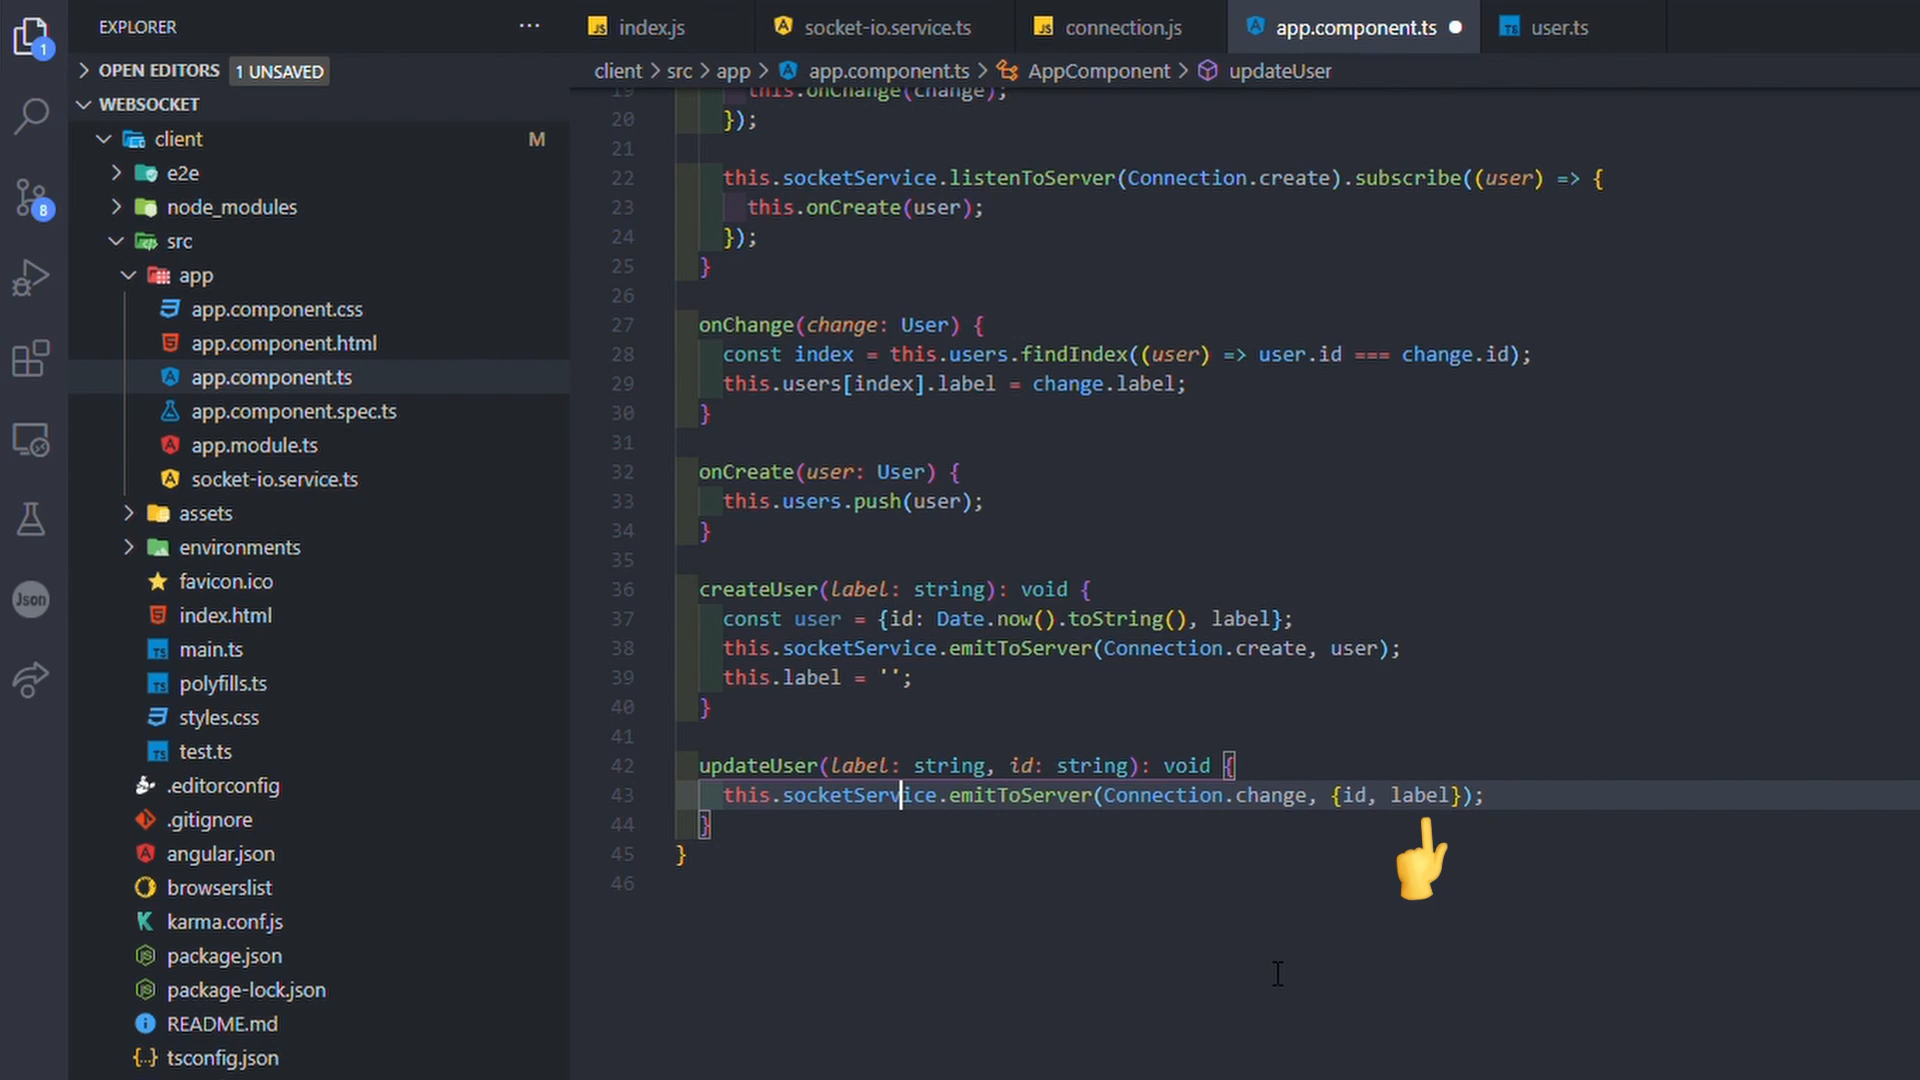 EXPLORER
OPEN EDITORS 1 UNSAVED
WEBSOCKET
client M
e2e
node_modules
src
app
app.component.css
app.component.html
app.component.ts
app.component.spec.ts
app.module.ts
socket-io.service.ts
assets
environments
favicon.ico
index.html
main.ts
polyfills.ts
styles.css
test.ts
.editorconfig
.gitignore
angular.json
browserslist
karma.conf.js
package.json
package-lock.json
README.md
tsconfig.json
1
8
Json
index.js socket-io.service.ts connection.js app.component.ts user.ts
client > src > app > app.component.ts > AppComponent > updateUser
19 this.onChange(change);
20 });
21
22 this.socketService.listenToServer(Connection.create).subscribe((user) => {
23 this.onCreate(user);
24 });
25 }
26
27 onChange(change: User) {
28 const index = this.users.findIndex((user) => user.id === change.id);
29 this.users[index].label = change.label;
30 }
31
32 onCreate(user: User) {
33 this.users.push(user);
34 }
35
36 createUser(label: string): void {
37 const user = {id: Date.now().toString(), label};
38 this.socketService.emitToServer(Connection.create, user);
39 this.label = '';
40 }
41
42 updateUser(label: string, id: string): void {
43 this.socketService.emitToServer(Connection.change, {id, label});
44 }
45 }
46